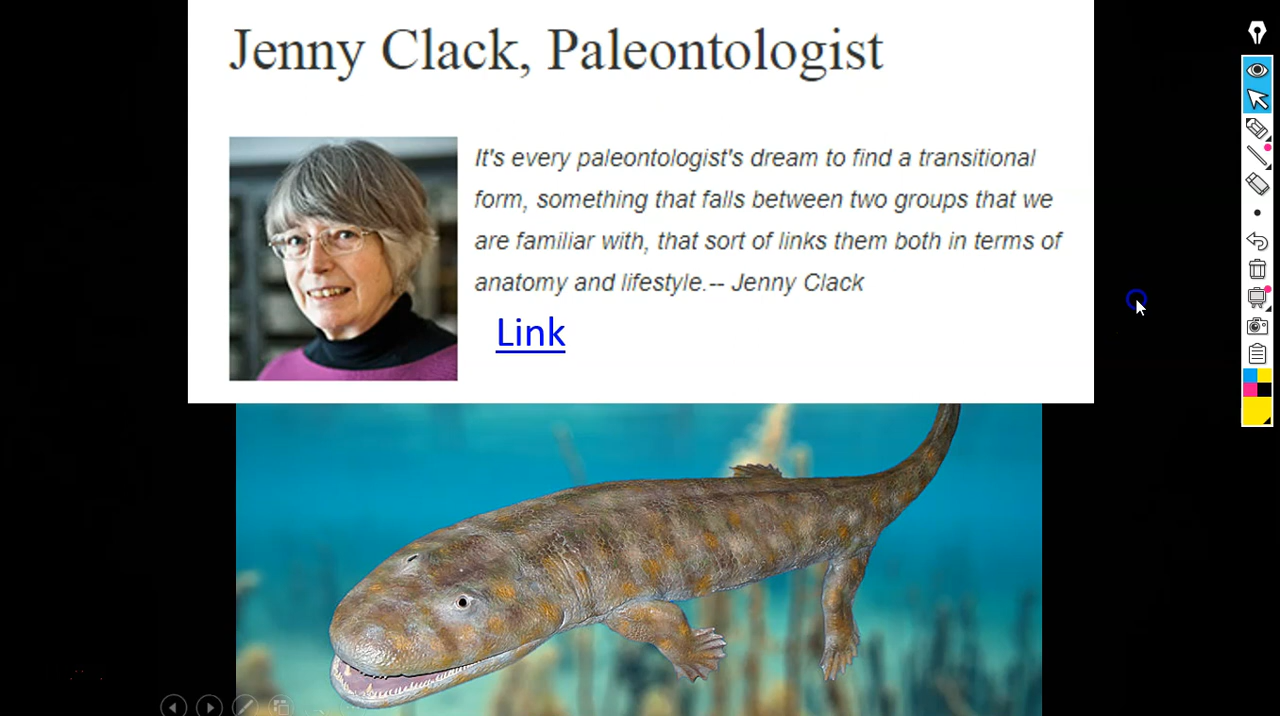 Jenny Clack, Paleontologist
It's every paleontologist's dream to find a transitional
form, something that falls between two groups that we
are familiar with, that sort of links them both in terms of
anatomy and lifestyle.-- Jenny Clack
Link